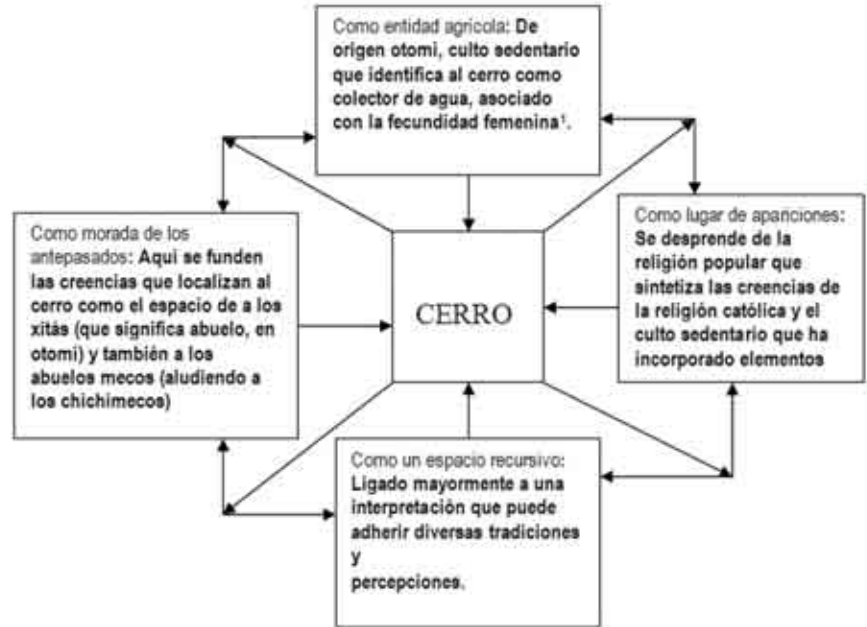 Como entidad agrícola: De
origen otomí, culto sedentario
que identifica al cerro como
colector de agua, asociado
con la fecundidad femenina¹.
Como morada de los
antepasados: Aquí se funden
las creencias que localizan al
cerro como el espacio de a los
xitás (que significa abuelo, en
otomí) y también a los
abuelos mecos (aludiendo a
los chichimecos)
CERRO
Como lugar de apariciones:
Se desprende de la
religión popular que
sintetiza las creencias de
la religión católica y el
culto sedentario que ha
incorporado elementos
Como un espacio recursivo:
Ligado mayormente a una
interpretación que puede
adherir diversas tradiciones
y
percepciones.